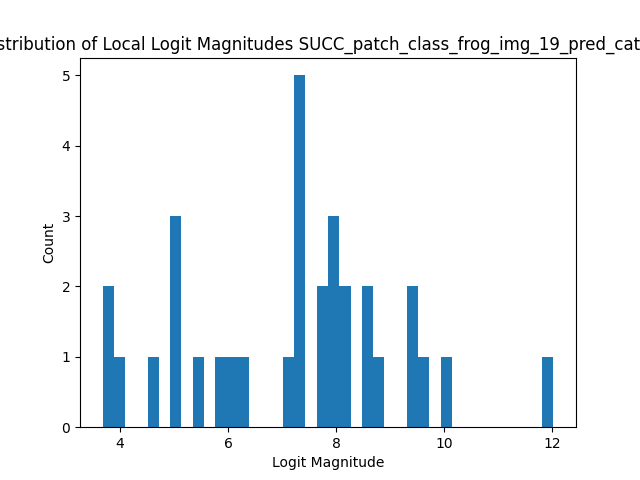 stribution of Local Logit Magnitudes SUCC_patch_class_frog_img_19_pred_cat
5
4
3
2
1
0
Count
4 6 8 10 12
Logit Magnitude